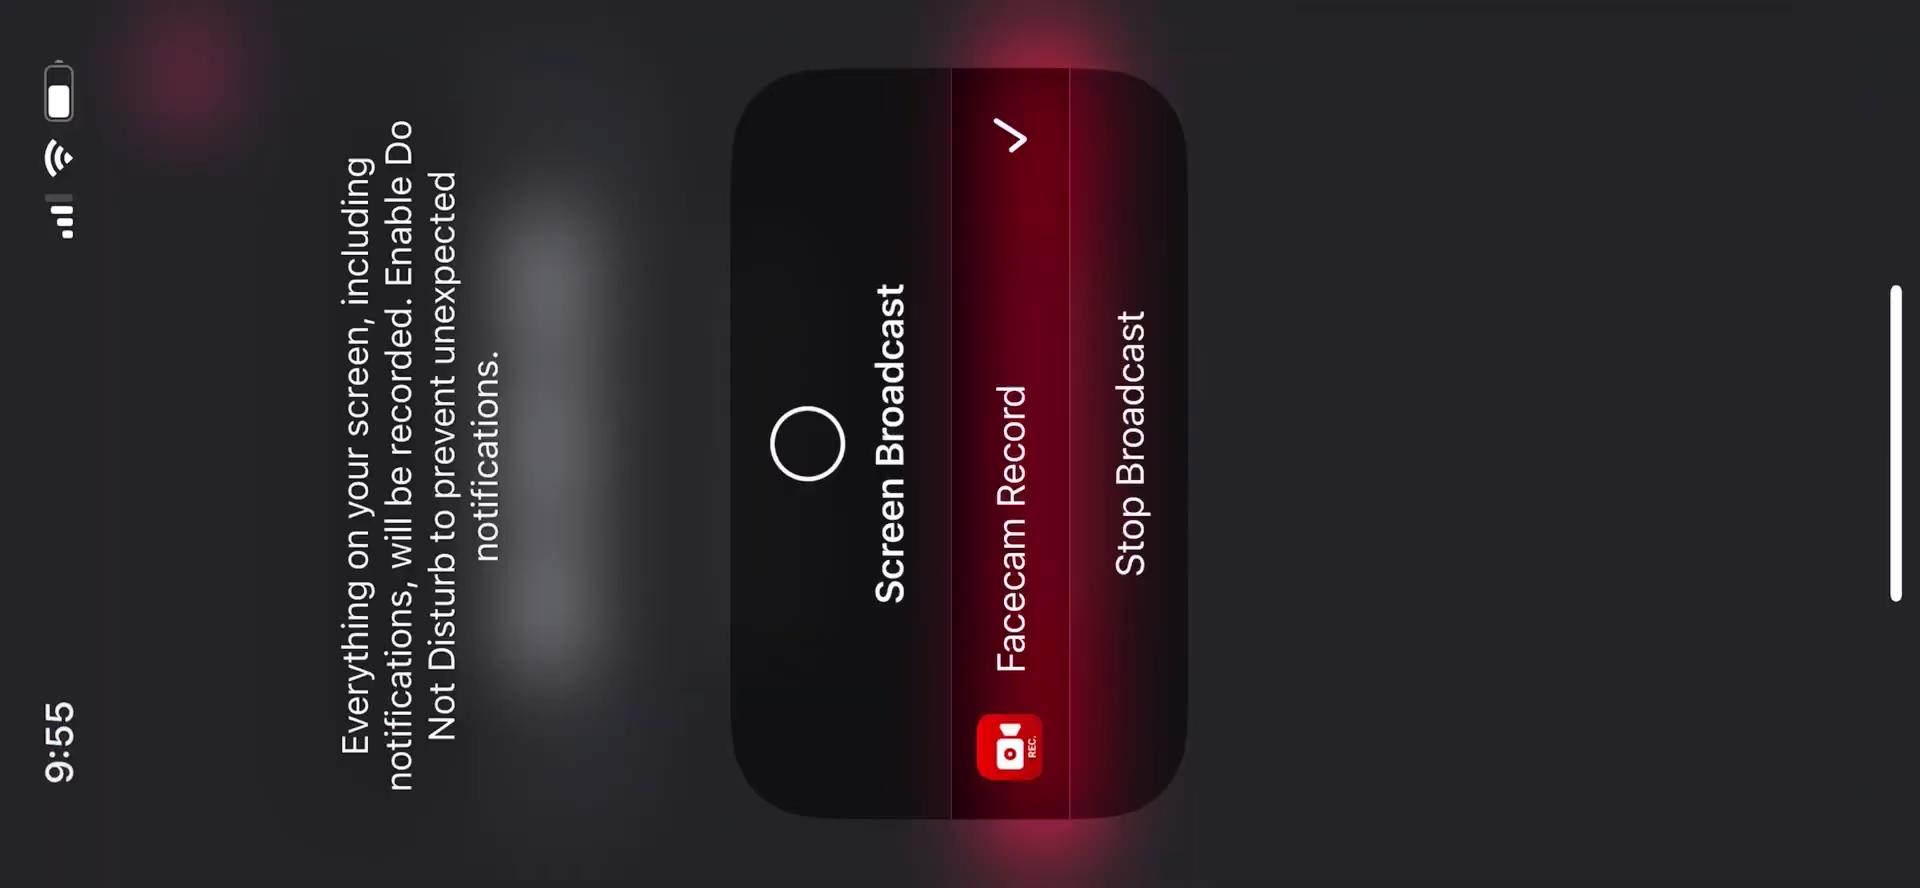 9:55
Everything on your screen, including
notifications, will be recorded. Enable Do
Not Disturb to prevent unexpected
notifications.
Screen Broadcast
REC.
Facecam Record
Stop Broadcast